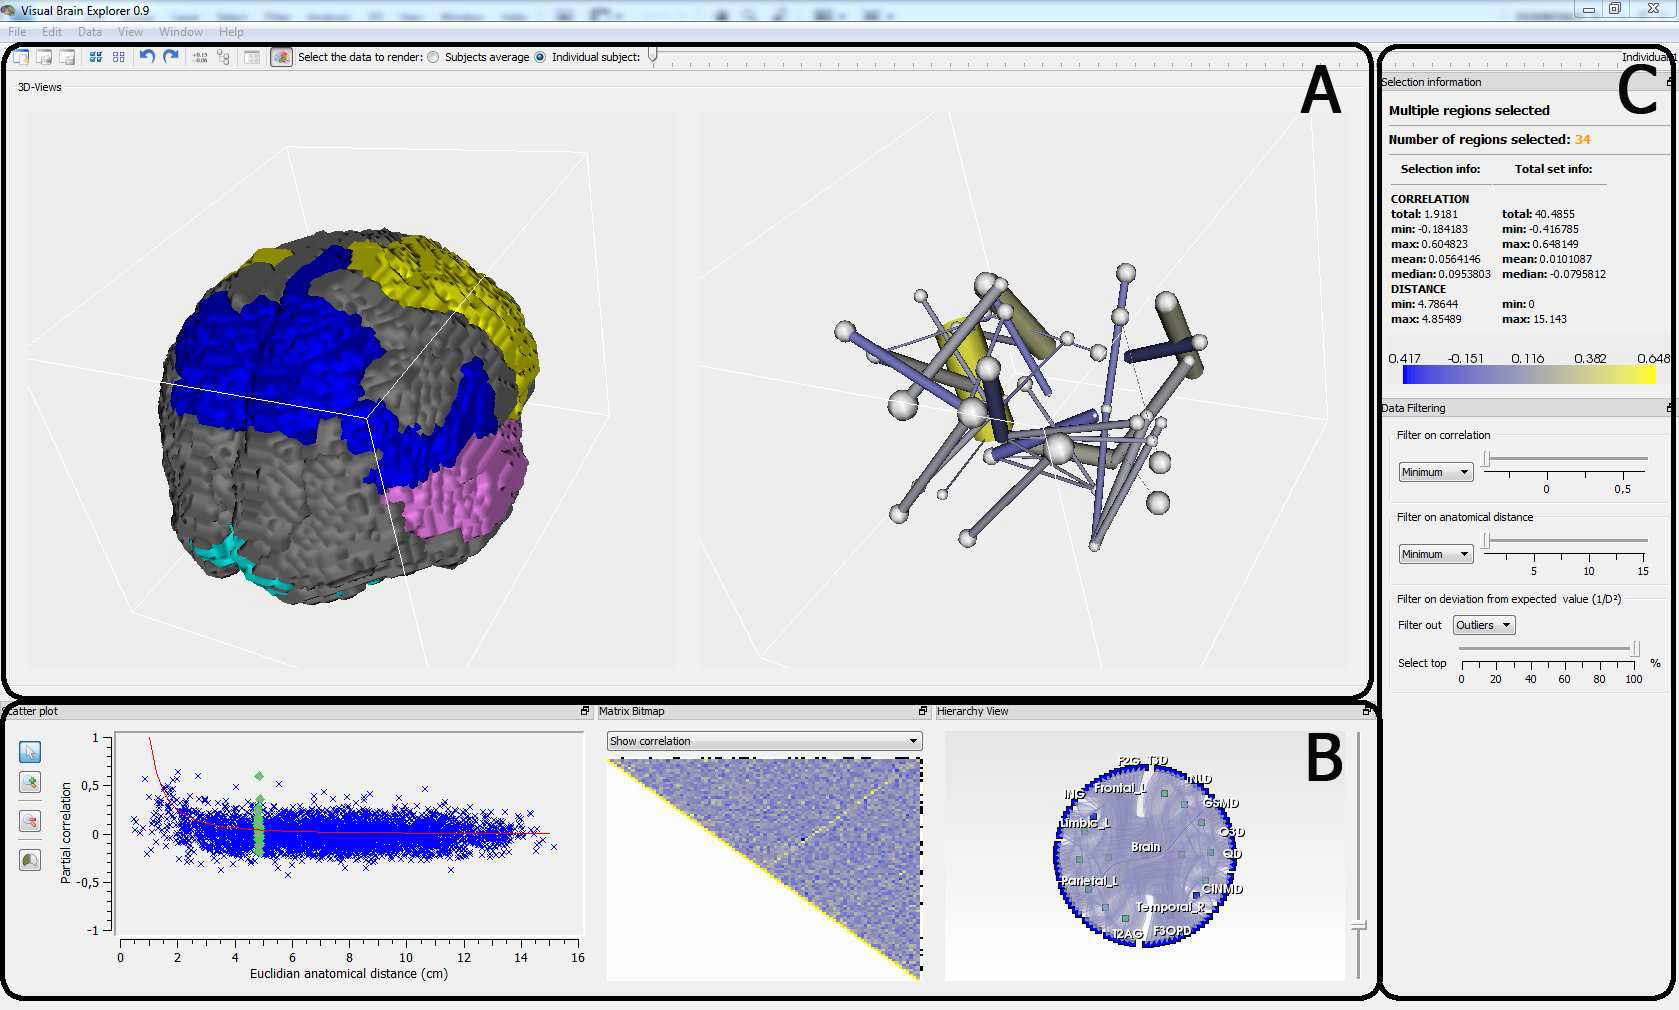 Visual Brain Explorer 0.9
File Edit Data View Window Help
Select the data to render: Subjects average Individual subject:
Individual1
A
3D-Views
C
Selection information
Multiple regions selected
Number of regions selected: 34
Selection info: Total set info:
CORRELATION
total: 1.9181 total: 40.4855
min: -0.184183 min: -0.416785
max: 0.604823 max: 0.648149
mean: 0.0564146 mean: 0.0101087
median: 0.0953803 median: -0.0795812
DISTANCE
min: 4.78644 min: 0
max: 4.85489 max: 15.143
0.417 -0.151 0.116 0.382 0.648
Data Filtering
Filter on correlation
Minimum
0 0,5
Filter on anatomical distance
Minimum
5 10 15
Filter on deviation from expected value (1/D²)
Filter out Outliers
Select top %
0 20 40 60 80 100
catter plot
Partial correlation
1
0,5
0
-0,5
-1
0 2 4 6 8 10 12 14 16
Euclidian anatomical distance (cm)
Matrix Bitmap
Show correlation
Hierarchy View
B
F2G T3D
Frontal_L
NLD
ING
GSMD
Limbic_L
O3D
Brain
QD
Parietal_L
CINMD
Temporal_R
T2AG F3OPD